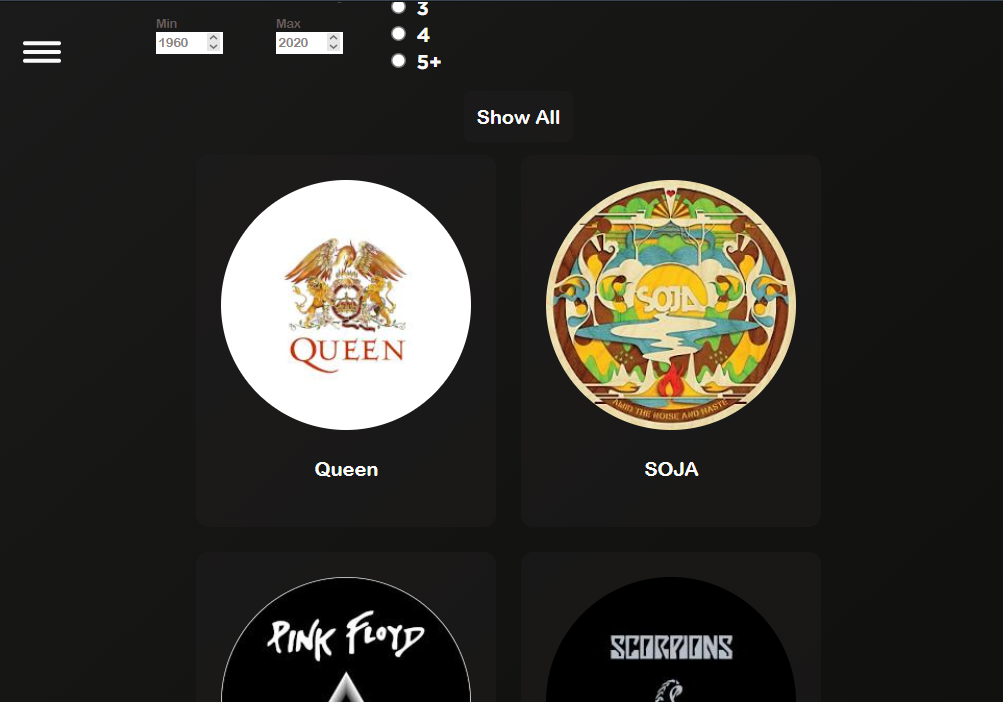 3
Min
Max
1960
2020
4
5+
Show All
QUEEN
SOJA
AMID THE NOISE AND HASTE
Queen
SOJA
PINK FLOYD
SCORPIONS